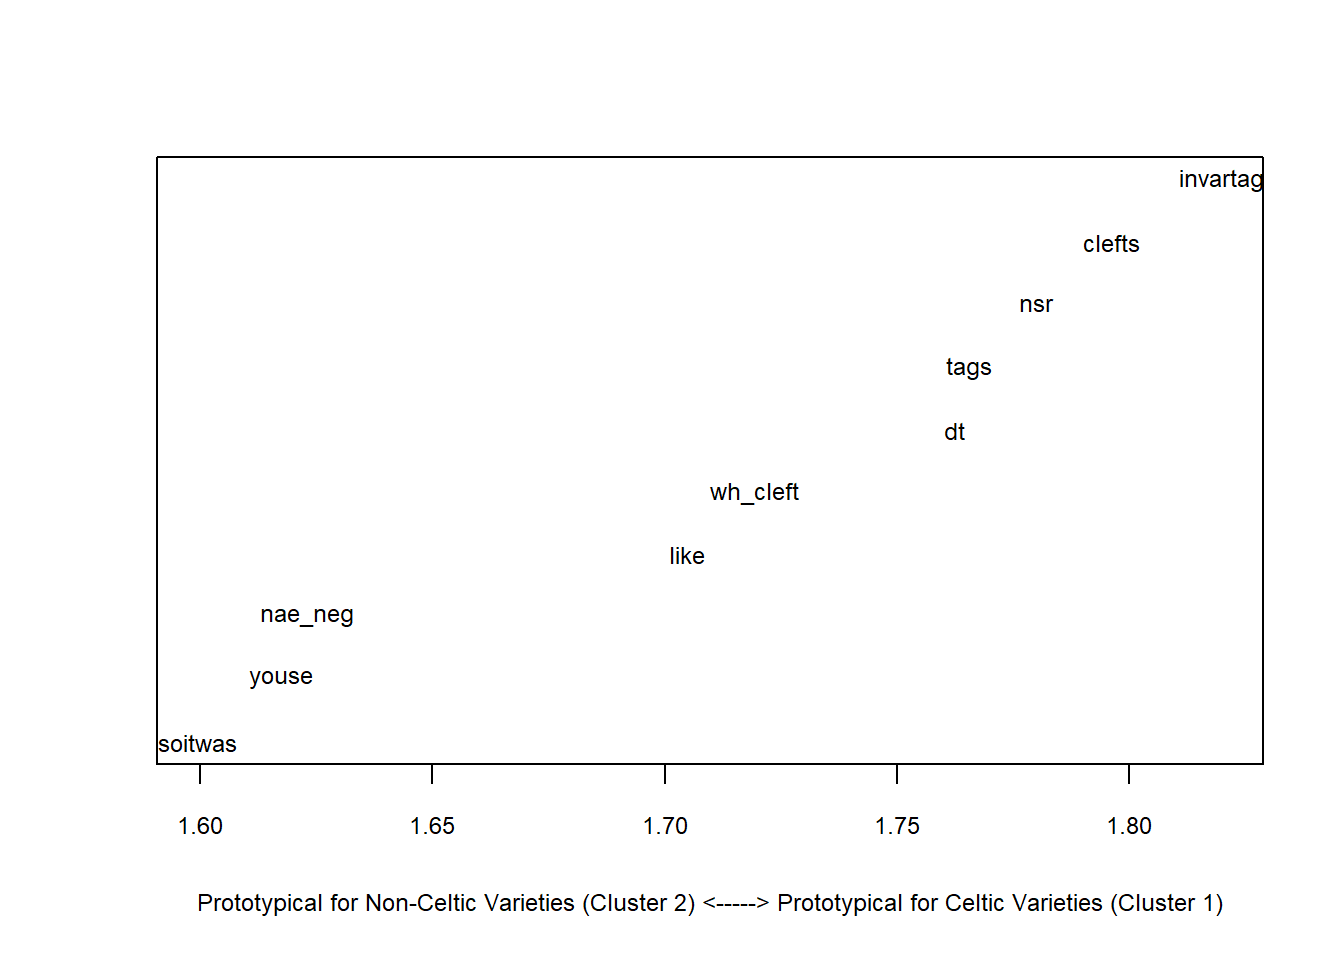 invartag
clefts
nsr
tags
dt
wh_cleft
like
nae_neg
youse
soitwas
1.60 1.65 1.70 1.75 1.80
Prototypical for Non-Celtic Varieties (Cluster 2) <-----> Prototypical for Celtic Varieties (Cluster 1)